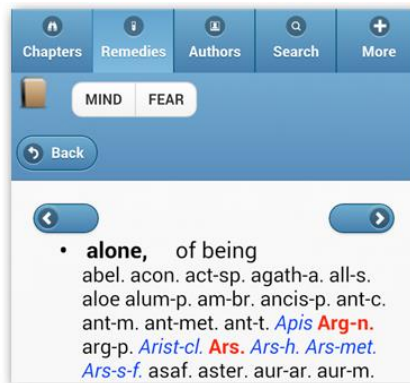 Chapters Remedies Authors Search More
MIND FEAR
Back
• alone, of being
abel. acon. act-sp. agath-a. all-s.
aloe alum-p. am-br. ancis-p. ant-c.
ant-m. ant-met. ant-t. Apis Arg-n.
arg-p. Arist-cl. Ars. Ars-h. Ars-met.
Ars-s-f. asaf. aster. aur-ar. aur-m.